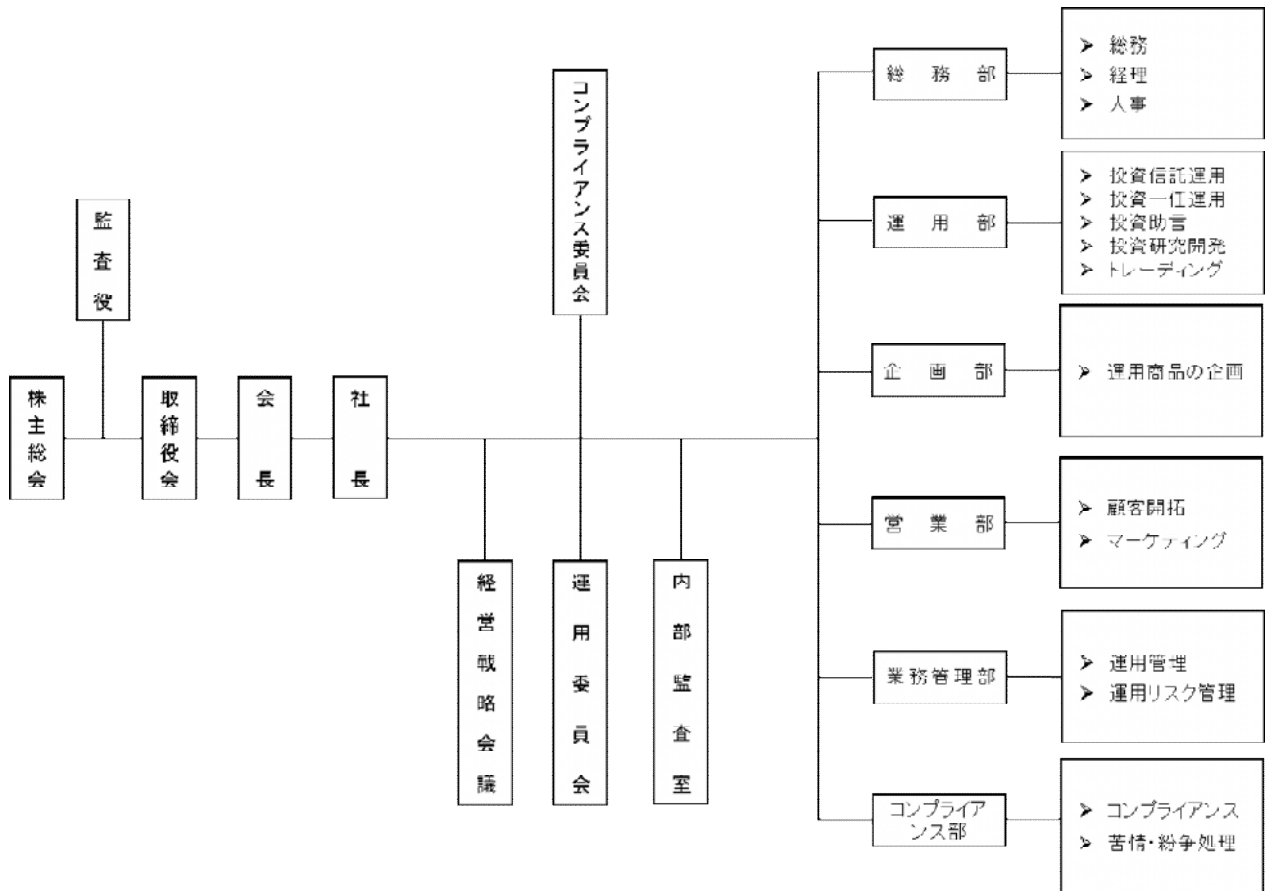 株主総会
監査役
取締役会
会長
社長
コンプライアンス委員会
経営戦略会議
運用委員会
内部監査室
総務部
➢ 総務
➢ 経理
➢ 人事
運用部
➢ 投資信託運用
➢ 投資一任運用
➢ 投資助言
➢ 投資研究開発
➢ トレーディング
企画部
➢ 運用商品の企画
営業部
➢ 顧客開拓
➢ マーケティング
業務管理部
➢ 運用管理
➢ 運用リスク管理
コンプライア
ンス部
➢ コンプライアンス
➢ 苦情・紛争処理